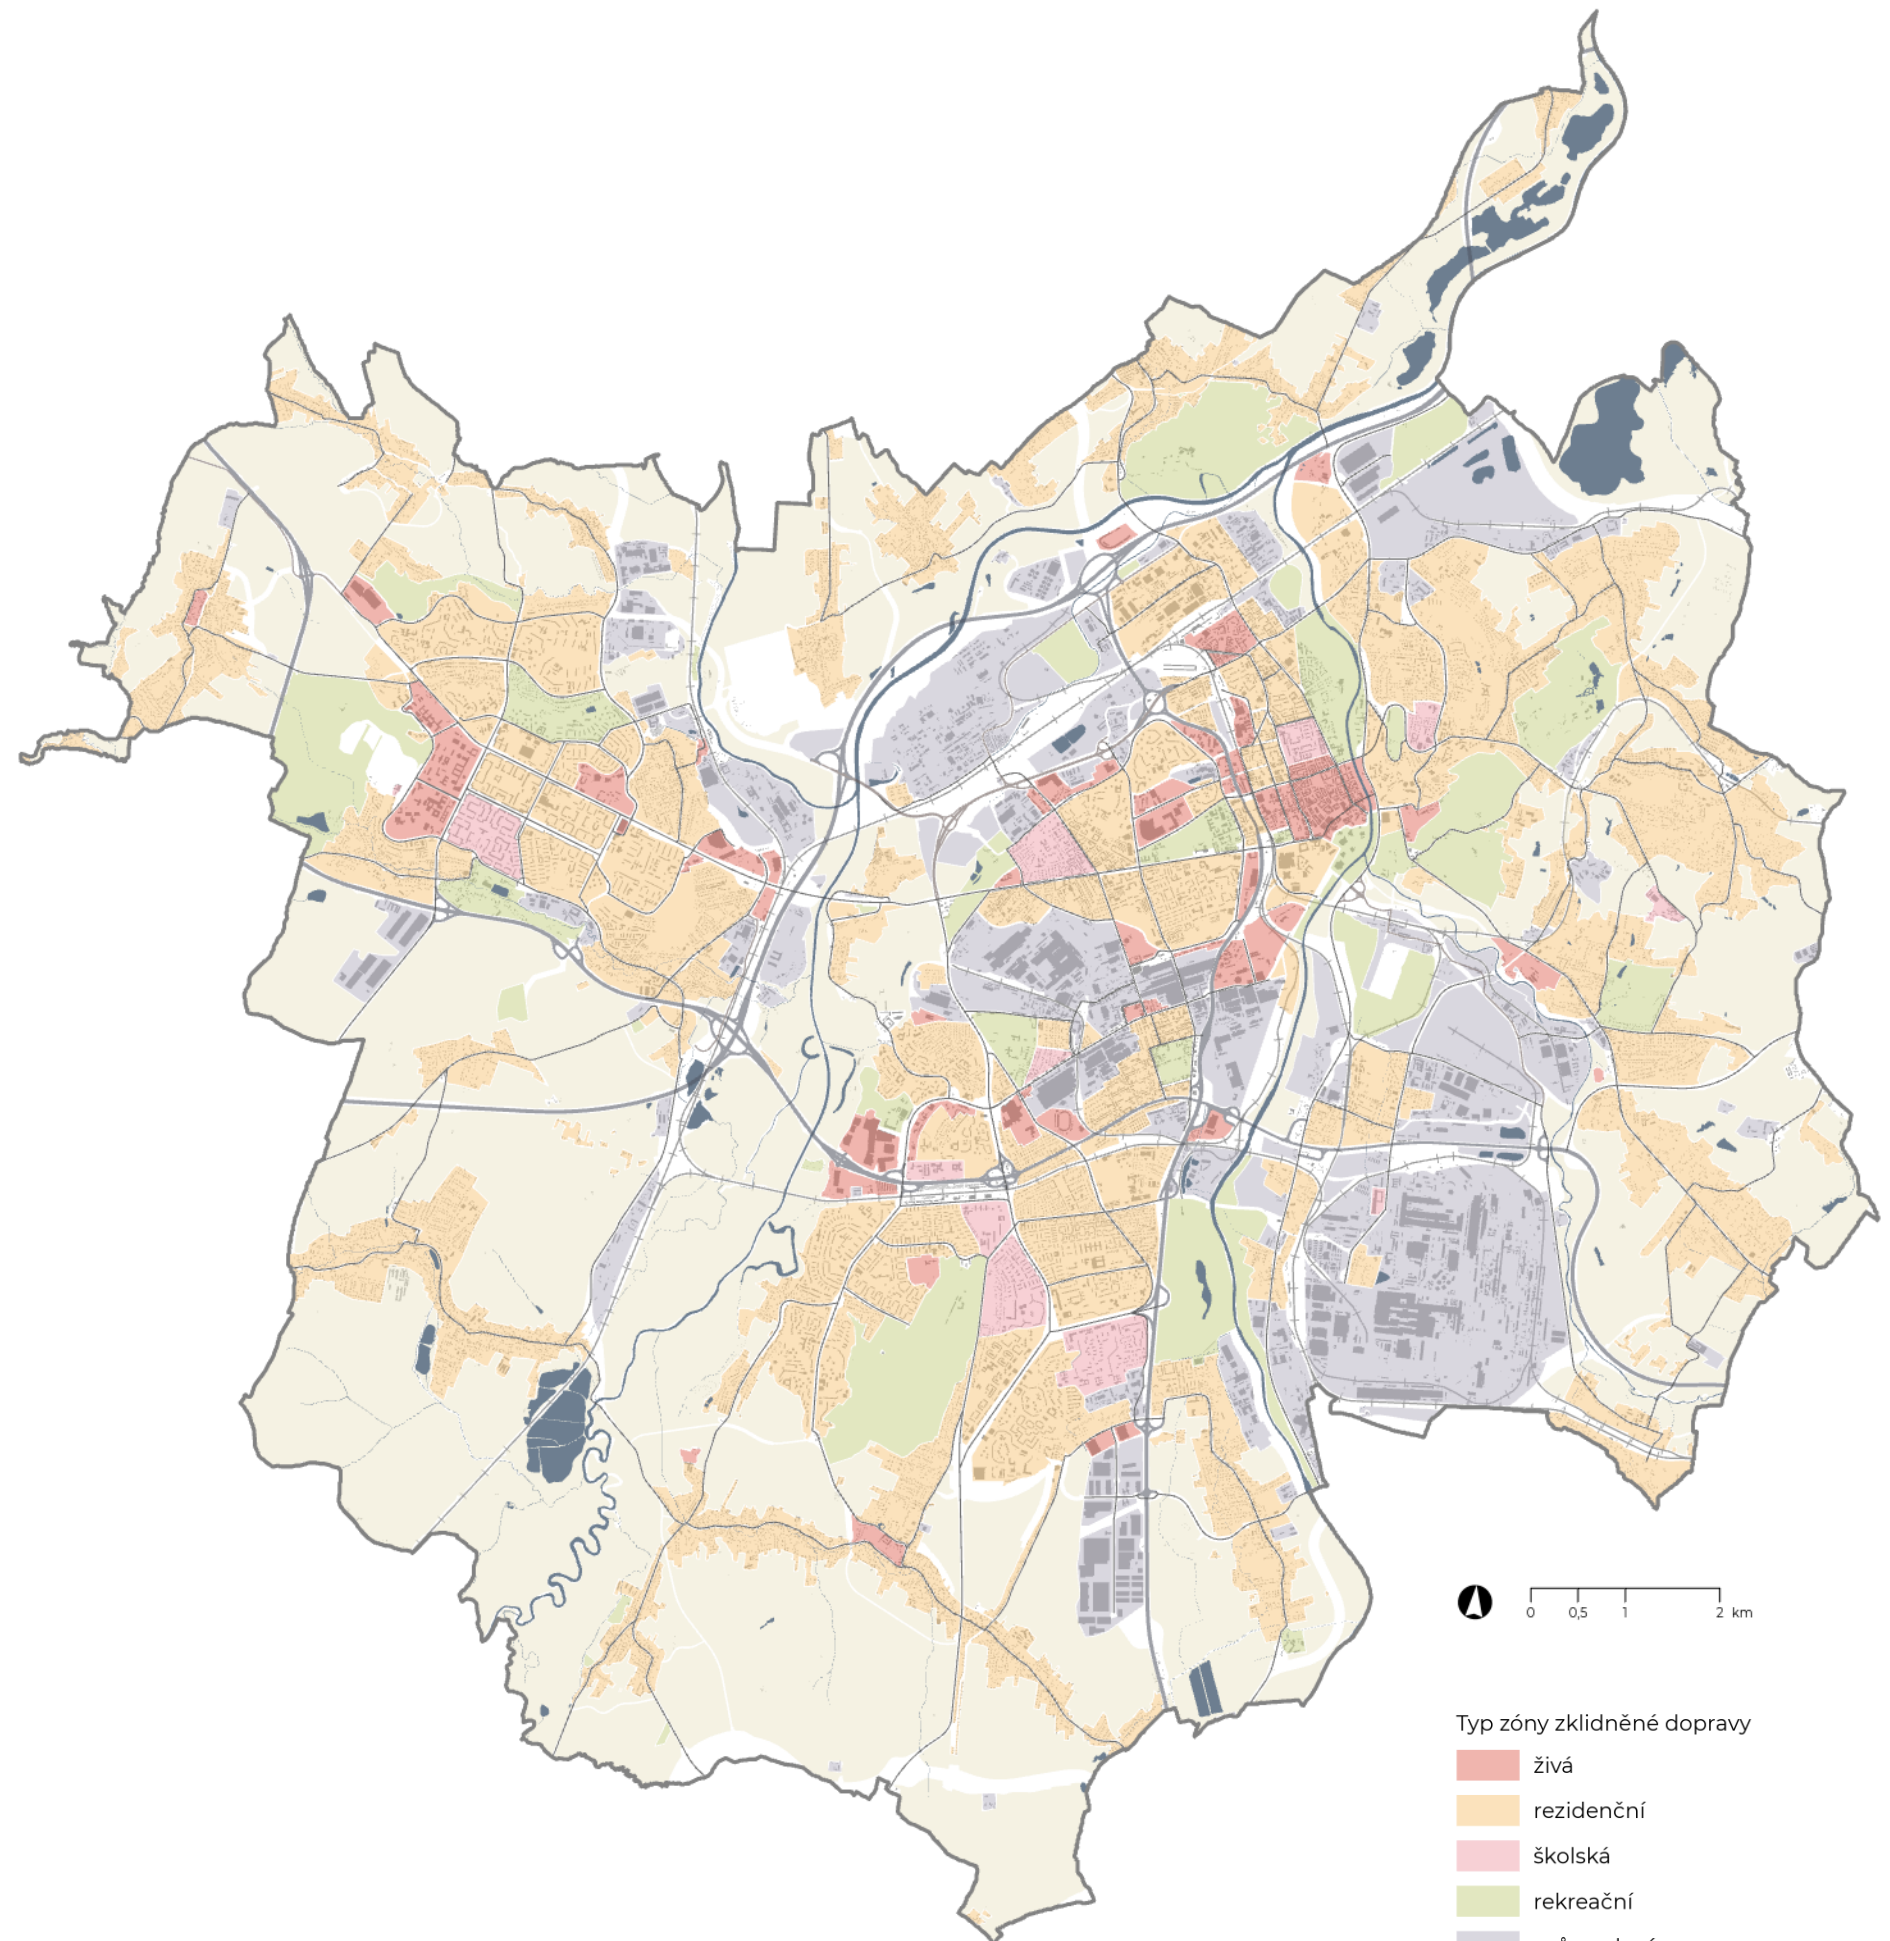 0 0,5 1 2 km
Typ zóny zklidněné dopravy
živá
rezidenční
školská
rekreační